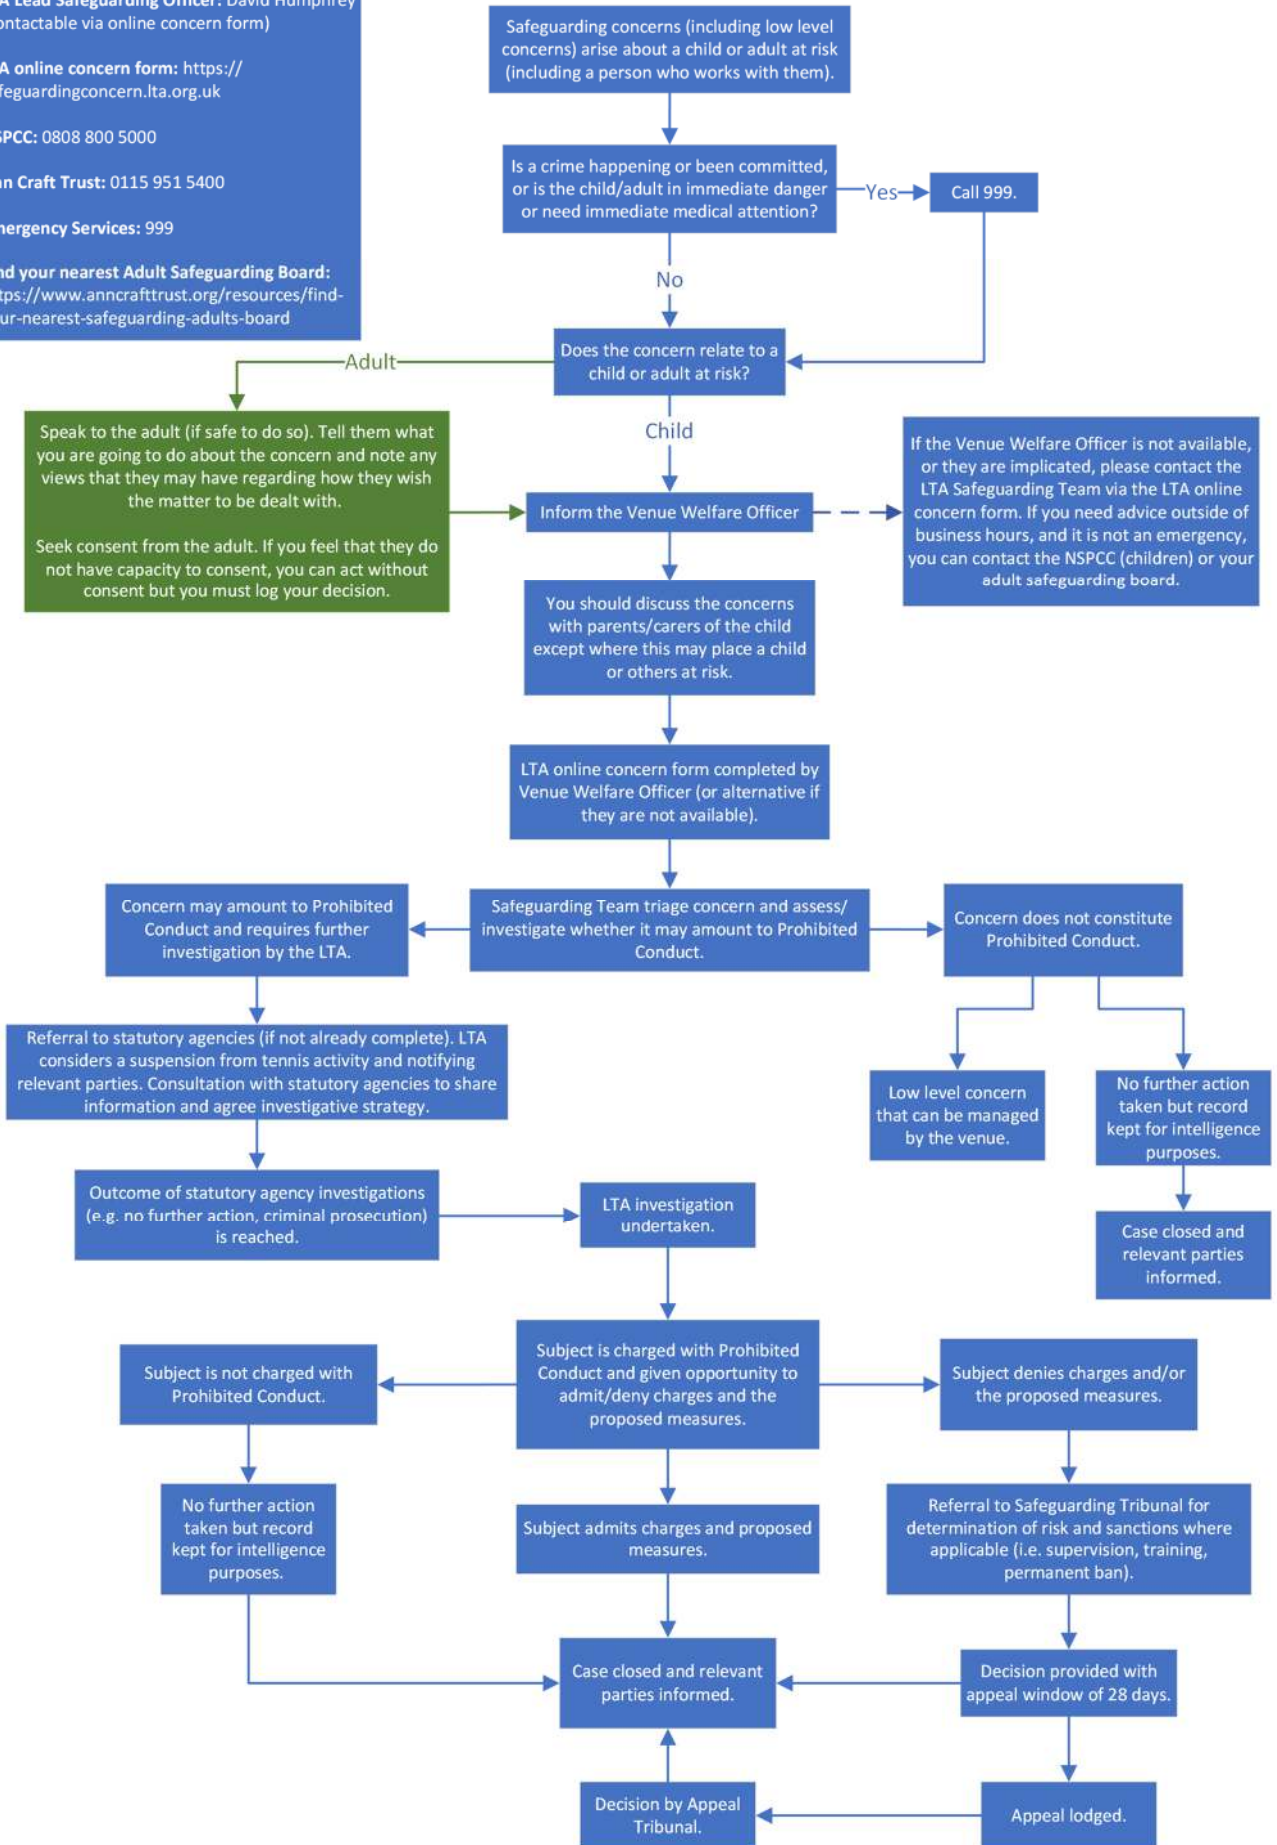 A Lead Safeguarding Officer: David Humphrey
ontactable via online concern form)
A online concern form: https://
feguardingconcern.lta.org.uk
SPCC: 0808 800 5000
nn Craft Trust: 0115 951 5400
mergency Services: 999
nd your nearest Adult Safeguarding Board:
tps://www.anncrafttrust.org/resources/find-
ur-nearest-safeguarding-adults-board
Safeguarding concerns (including low level
concerns) arise about a child or adult at risk
(including a person who works with them).
Is a crime happening or been committed,
or is the child/adult in immediate danger
or need immediate medical attention?
Yes
Call 999.
No
Does the concern relate to a
child or adult at risk?
Adult
Child
Speak to the adult (if safe to do so). Tell them what
you are going to do about the concern and note any
views that they may have regarding how they wish
the matter to be dealt with.
Seek consent from the adult. If you feel that they do
not have capacity to consent, you can act without
consent but you must log your decision.
Inform the Venue Welfare Officer
If the Venue Welfare Officer is not available,
or they are implicated, please contact the
LTA Safeguarding Team via the LTA online
concern form. If you need advice outside of
business hours, and it is not an emergency,
you can contact the NSPCC (children) or your
adult safeguarding board.
You should discuss the concerns
with parents/carers of the child
except where this may place a child
or others at risk.
LTA online concern form completed by
Venue Welfare Officer (or alternative if
they are not available).
Concern may amount to Prohibited
Conduct and requires further
investigation by the LTA.
Safeguarding Team triage concern and assess/
investigate whether it may amount to Prohibited
Conduct.
Concern does not constitute
Prohibited Conduct.
Referral to statutory agencies (if not already complete). LTA
considers a suspension from tennis activity and notifying
relevant parties. Consultation with statutory agencies to share
information and agree investigative strategy.
Low level concern
that can be managed
by the venue.
No further action
taken but record
kept for intelligence
purposes.
Outcome of statutory agency investigations
(e.g. no further action, criminal prosecution)
is reached.
LTA investigation
undertaken.
Case closed and
relevant parties
informed.
Subject is not charged with
Prohibited Conduct.
Subject is charged with Prohibited
Conduct and given opportunity to
admit/deny charges and the
proposed measures.
Subject denies charges and/or
the proposed measures.
No further action
taken but record
kept for intelligence
purposes.
Subject admits charges and proposed
measures.
Referral to Safeguarding Tribunal for
determination of risk and sanctions where
applicable (i.e. supervision, training,
permanent ban).
Case closed and relevant
parties informed.
Decision provided with
appeal window of 28 days.
Decision by Appeal
Tribunal.
Appeal lodged.